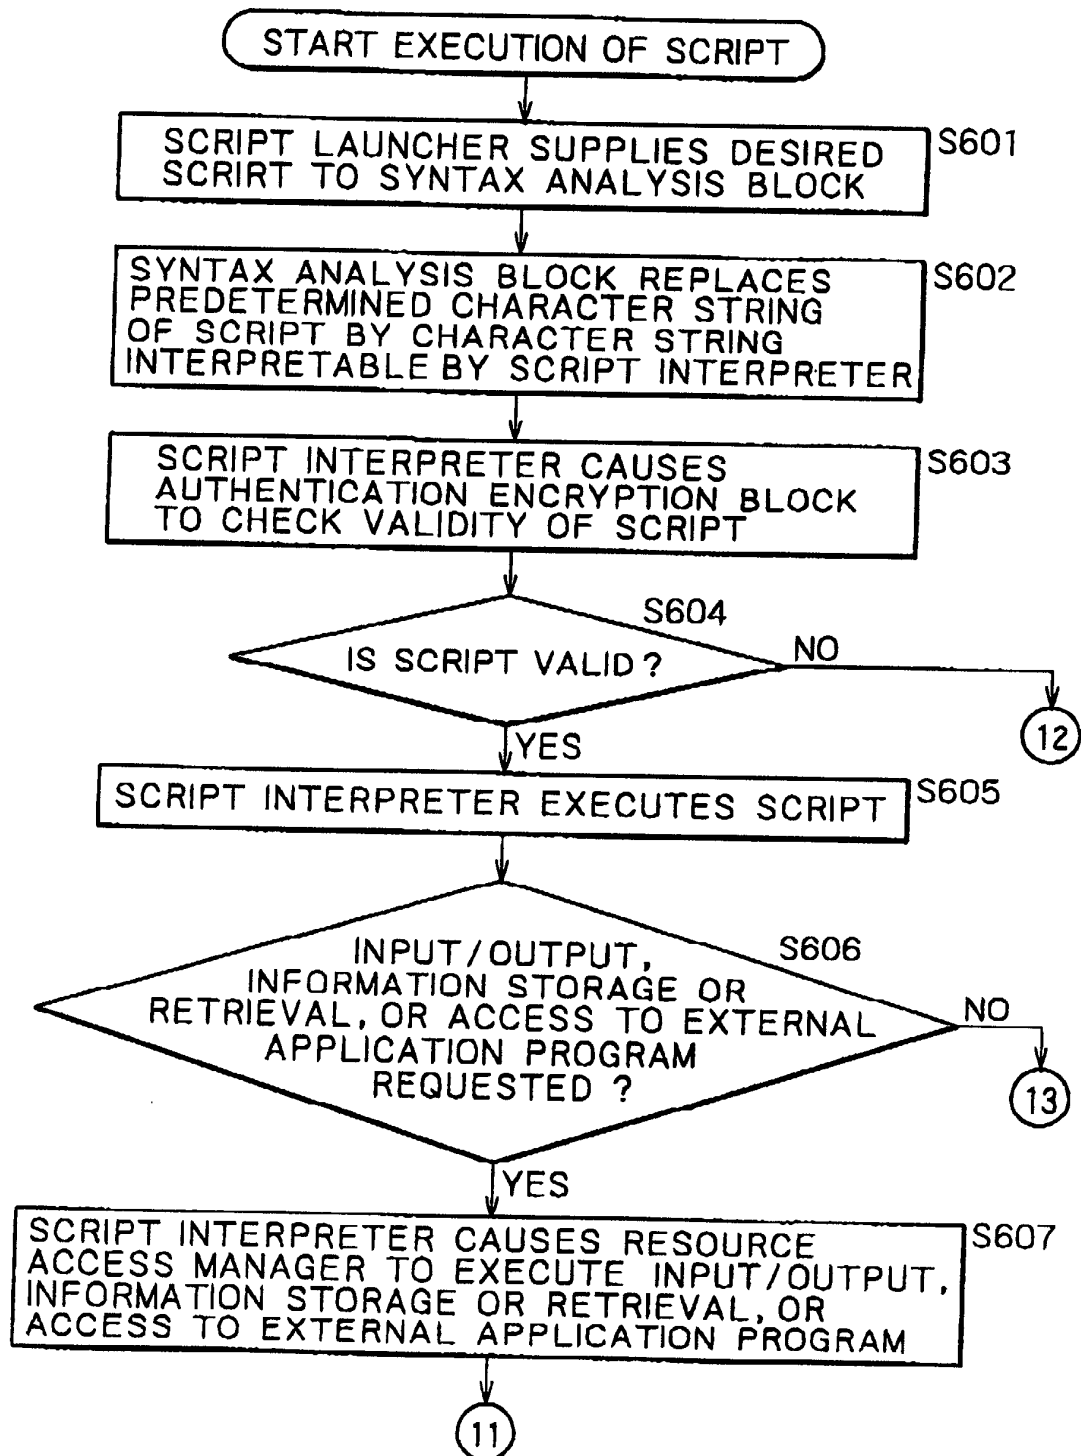 START EXECUTION OF SCRIPT
S601
SCRIPT LAUNCHER SUPPLIES DESIRED
SCRIRT TO SYNTAX ANALYSIS BLOCK
S602
SYNTAX ANALYSIS BLOCK REPLACES
PREDETERMINED CHARACTER STRING
OF SCRIPT BY CHARACTER STRING
INTERPRETABLE BY SCRIPT INTERPRETER
S603
SCRIPT INTERPRETER CAUSES
AUTHENTICATION ENCRYPTION BLOCK
TO CHECK VALIDITY OF SCRIPT
S604
IS SCRIPT VALID?
NO
12
YES
S605
SCRIPT INTERPRETER EXECUTES SCRIPT
S606
INPUT/OUTPUT,
INFORMATION STORAGE OR
RETRIEVAL, OR ACCESS TO EXTERNAL
APPLICATION PROGRAM
REQUESTED ?
NO
13
YES
S607
SCRIPT INTERPRETER CAUSES RESOURCE
ACCESS MANAGER TO EXECUTE INPUT/OUTPUT,
INFORMATION STORAGE OR RETRIEVAL, OR
ACCESS TO EXTERNAL APPLICATION PROGRAM
11